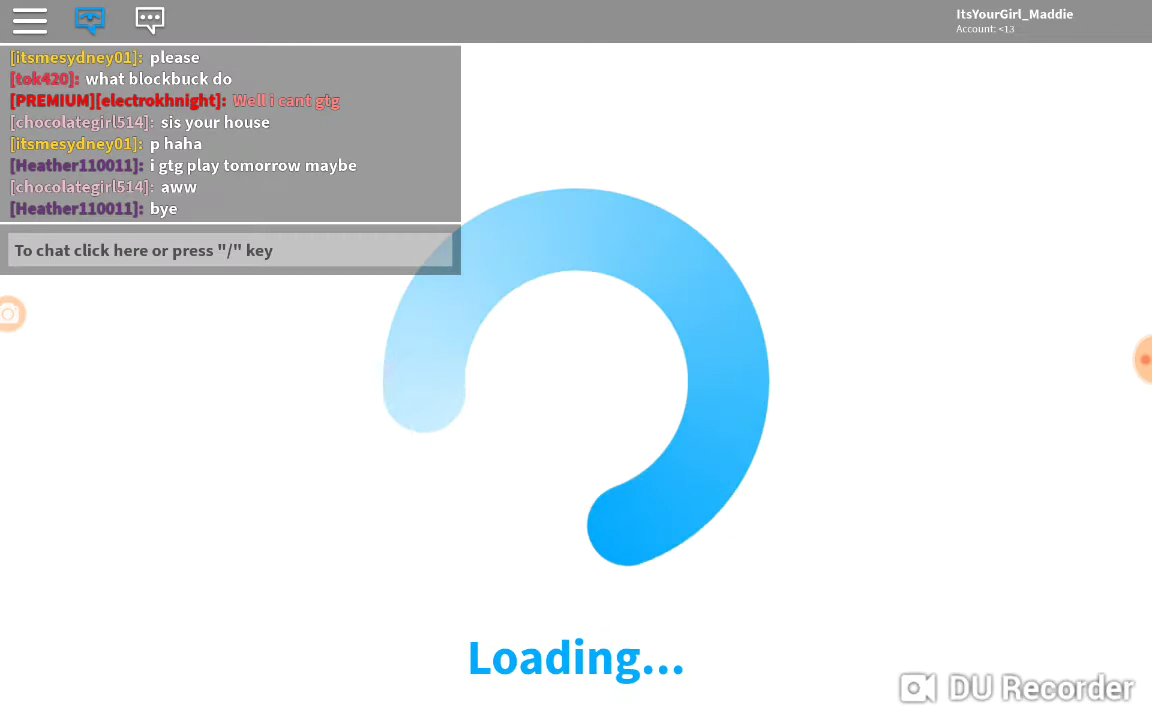 ItsYourGirl_Maddie
Account: <13
[itsmesydney01]: please
[tok420]: what blockbuck do
[PREMIUM][electrokhnight]: Well i cant gtg
[chocolategirl514]: sis your house
[itsmesydney01]: p haha
[Heather110011]: i gtg play tomorrow maybe
[chocolategirl514]: aww
[Heather110011]: bye
To chat click here or press "/" key
Loading...
DU Recorder